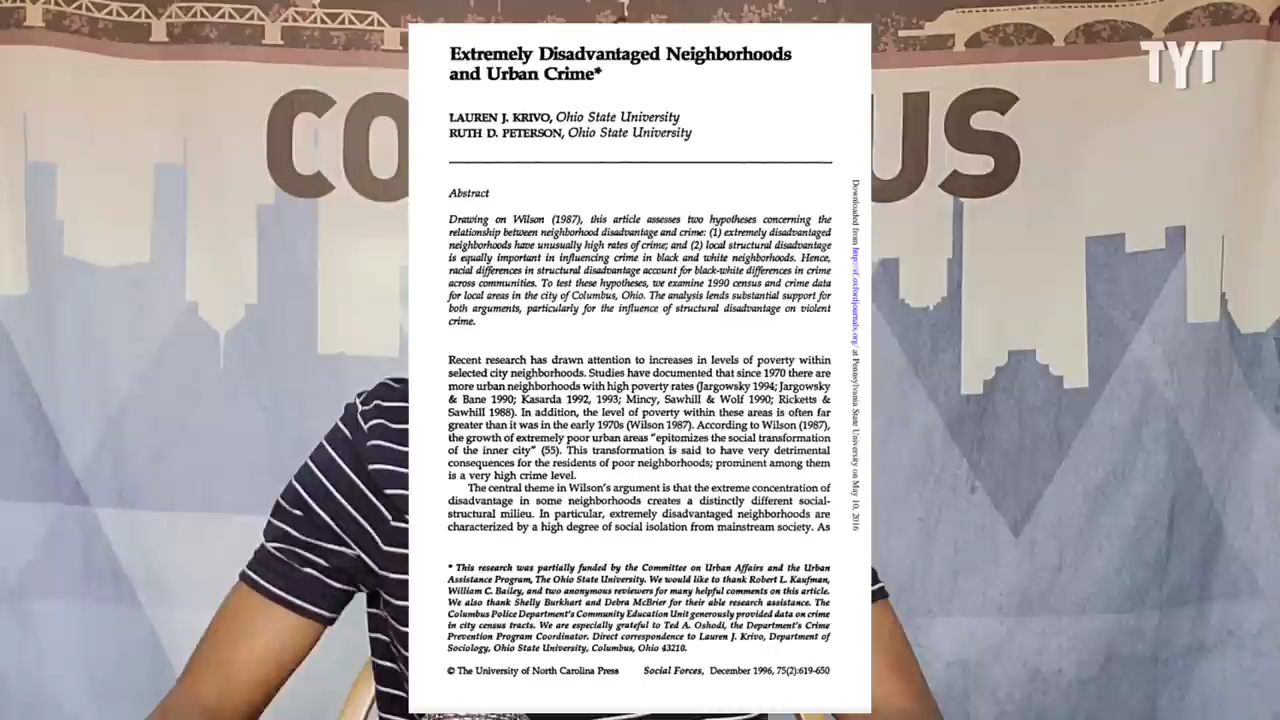 TYT
CO
US
Extremely Disadvantaged Neighborhoods
and Urban Crime*
LAUREN J. KRIVO, Ohio State University
RUTH D. PETERSON, Ohio State University
Abstract
Drawing on Wilson (1987), this article assesses two hypotheses concerning the
relationship between neighborhood disadvantage and crime: (1) extremely disadvantaged
neighborhoods have unusually high rates of crime; and (2) local structural disadvantage
is equally important in influencing crime in black and white neighborhoods. Hence,
racial differences in structural disadvantage account for black-white differences in crime
across communities. To test these hypotheses, we examine 1990 census and crime data
for local areas in the city of Columbus, Ohio. The analysis lends substantial support for
both arguments, particularly for the influence of structural disadvantage on violent
crime.
Recent research has drawn attention to increases in levels of poverty within
selected city neighborhoods. Studies have documented that since 1970 there are
more urban neighborhoods with high poverty rates (Jargowsky 1994; Jargowsky
& Bane 1990; Kasarda 1992, 1993; Mincy, Sawhill & Wolf 1990; Ricketts &
Sawhill 1988). In addition, the level of poverty within these areas is often far
greater than it was in the early 1970s (Wilson 1987). According to Wilson (1987),
the growth of extremely poor urban areas "epitomizes the social transformation
of the inner city" (55). This transformation is said to have very detrimental
consequences for the residents of poor neighborhoods; prominent among them
is a very high crime level.
The central theme in Wilson's argument is that the extreme concentration of
disadvantage in some neighborhoods creates a distinctly different social-
structural milieu. In particular, extremely disadvantaged neighborhoods are
characterized by a high degree of social isolation from mainstream society. As
* This research was partially funded by the Committee on Urban Affairs and the Urban
Assistance Program, The Ohio State University. We would like to thank Robert L. Kaufman,
William C. Bailey, and two anonymous reviewers for many helpful comments on this article.
We also thank Shelly Burkhart and Debra McBrier for their able research assistance. The
Columbus Police Department's Community Education Unit generously provided data on crime
in city census tracts. We are especially grateful to Ted A. Oshodi, the Department's Crime
Prevention Program Coordinator. Direct correspondence to Lauren J. Krivo, Department of
Sociology, Ohio State University, Columbus, Ohio 43210.
© The University of North Carolina Press Social Forces, December 1996, 75(2):619-650
Downloaded from http://sf.oxfordjournals.org/ at Pennsylvania State University on May 10, 2016